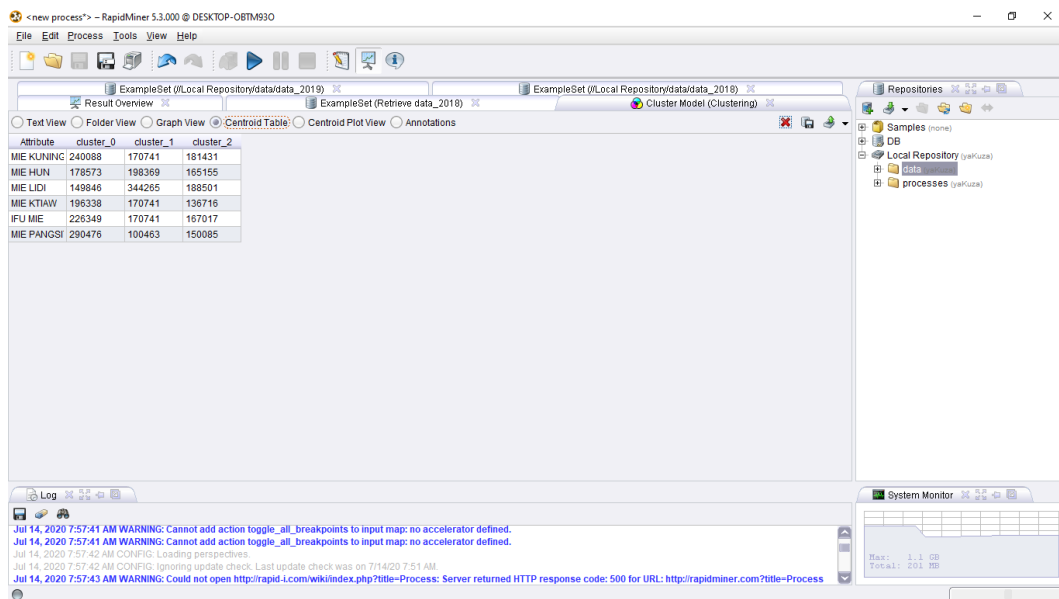 <new process*> – RapidMiner 5.3.000 @ DESKTOP-OBTM93O
File Edit Process Tools View Help
ExampleSet (//Local Repository/data/data_2019) ExampleSet (//Local Repository/data/data_2018)
Result Overview ExampleSet (Retrieve data_2018) Cluster Model (Clustering)
Text View Folder View Graph View Centroid Table Centroid Plot View Annotations
Attribute cluster_0 cluster_1 cluster_2
MIE KUNING 240088 170741 181431
MIE HUN 178573 198369 165155
MIE LIDI 149846 344265 188501
MIE KTIAW 196338 170741 136716
IFU MIE 226349 170741 167017
MIE PANGSI 290476 100463 150085
Repositories
Samples (none)
DB
Local Repository (yaKuza)
data (yaKuza)
processes (yaKuza)
Log
Jul 14, 2020 7:57:41 AM WARNING: Cannot add action toggle_all_breakpoints to input map: no accelerator defined.
Jul 14, 2020 7:57:41 AM WARNING: Cannot add action toggle_all_breakpoints to input map: no accelerator defined.
Jul 14, 2020 7:57:42 AM CONFIG: Loading perspectives.
Jul 14, 2020 7:57:42 AM CONFIG: Ignoring update check. Last update check was on 7/14/20 7:51 AM.
Jul 14, 2020 7:57:43 AM WARNING: Could not open http://rapid-i.com/wiki/index.php?title=Process: Server returned HTTP response code: 500 for URL: http://rapidminer.com?title=Process
System Monitor
Max: 1.1 GB
Total: 201 MB